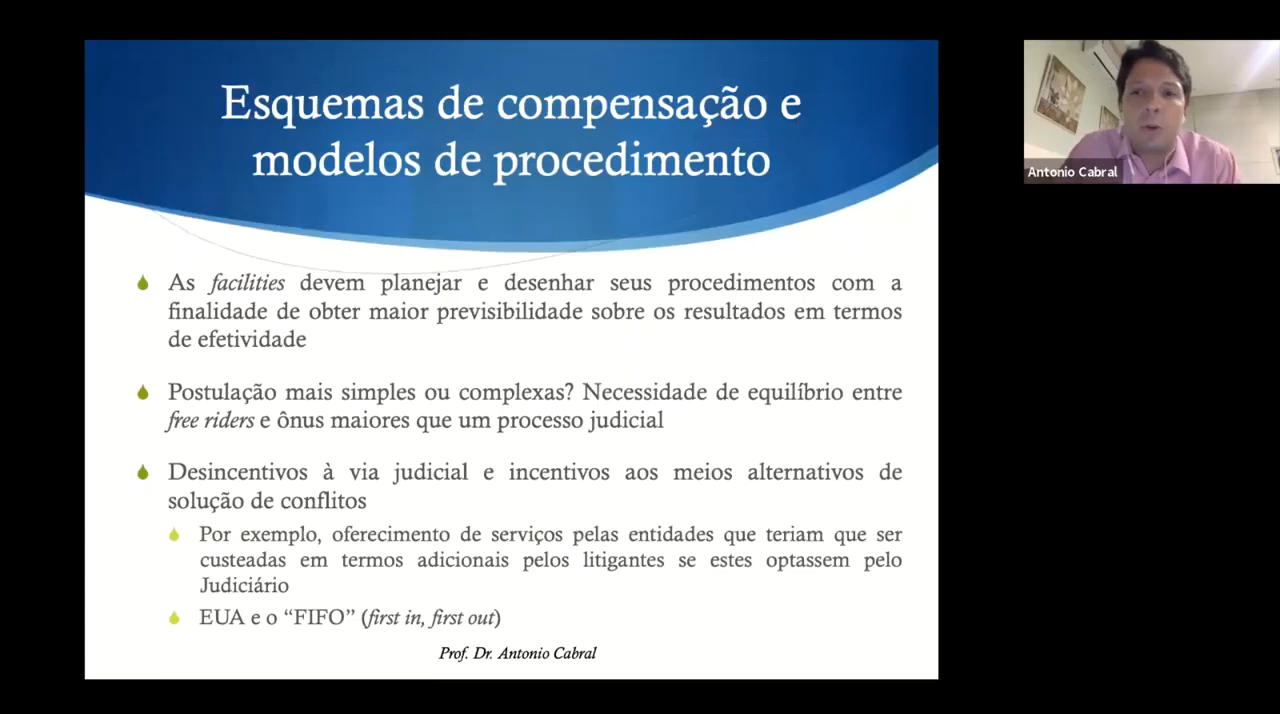 Esquemas de compensação e
modelos de procedimento
As facilities devem planejar e desenhar seus procedimentos com a
finalidade de obter maior previsibilidade sobre os resultados em termos
de efetividade
Postulação mais simples ou complexas? Necessidade de equilíbrio entre
free riders e ônus maiores que um processo judicial
Desincentivos à via judicial e incentivos aos meios alternativos de
solução de conflitos
Por exemplo, oferecimento de serviços pelas entidades que teriam que ser
custeadas em termos adicionais pelos litigantes se estes optassem pelo
Judiciário
EUA e o “FIFO” (first in, first out)
Prof. Dr. Antonio Cabral
Antonio Cabral